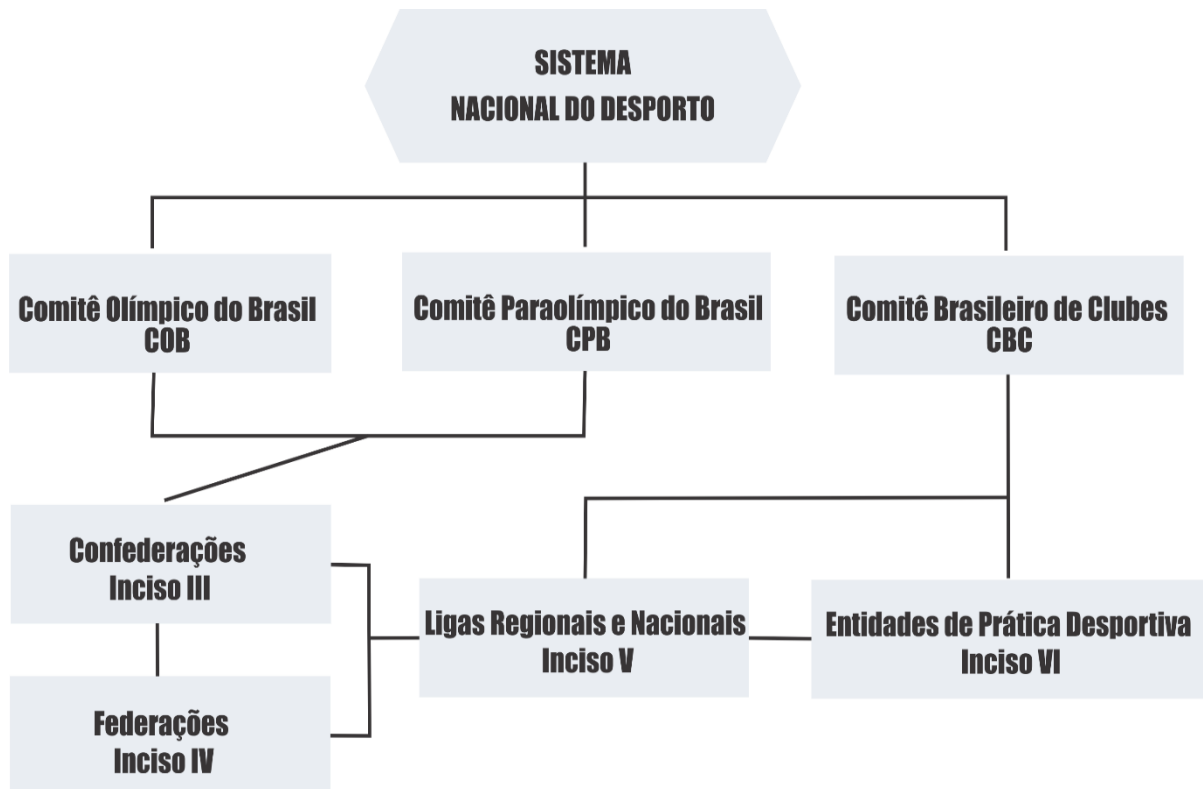 SISTEMA
NACIONAL DO DESPORTO
Comitê Olímpico do Brasil
COB
Comitê Paraolímpico do Brasil
CPB
Comitê Brasileiro de Clubes
CBC
Confederações
Inciso III
Ligas Regionais e Nacionais
Inciso V
Entidades de Prática Desportiva
Inciso VI
Federações
Inciso IV